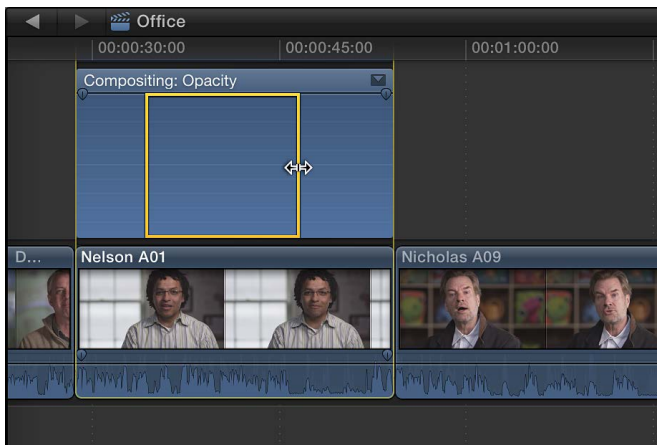 Office
00:00:30:00
00:00:45:00
00:01:00:00
Compositing: Opacity
D...
Nelson A01
Nicholas A09